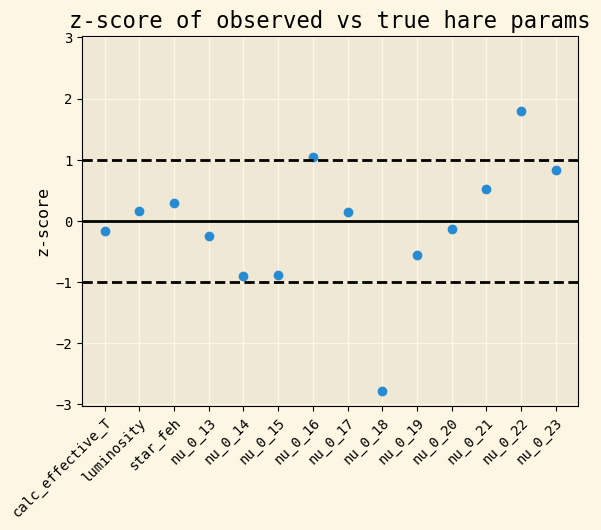 z-score of observed vs true hare params
z-score
3
2
1
0
−1
−2
−3
calc_effective_T
luminosity
star_feh
nu_0_13
nu_0_14
nu_0_15
nu_0_16
nu_0_17
nu_0_18
nu_0_19
nu_0_20
nu_0_21
nu_0_22
nu_0_23